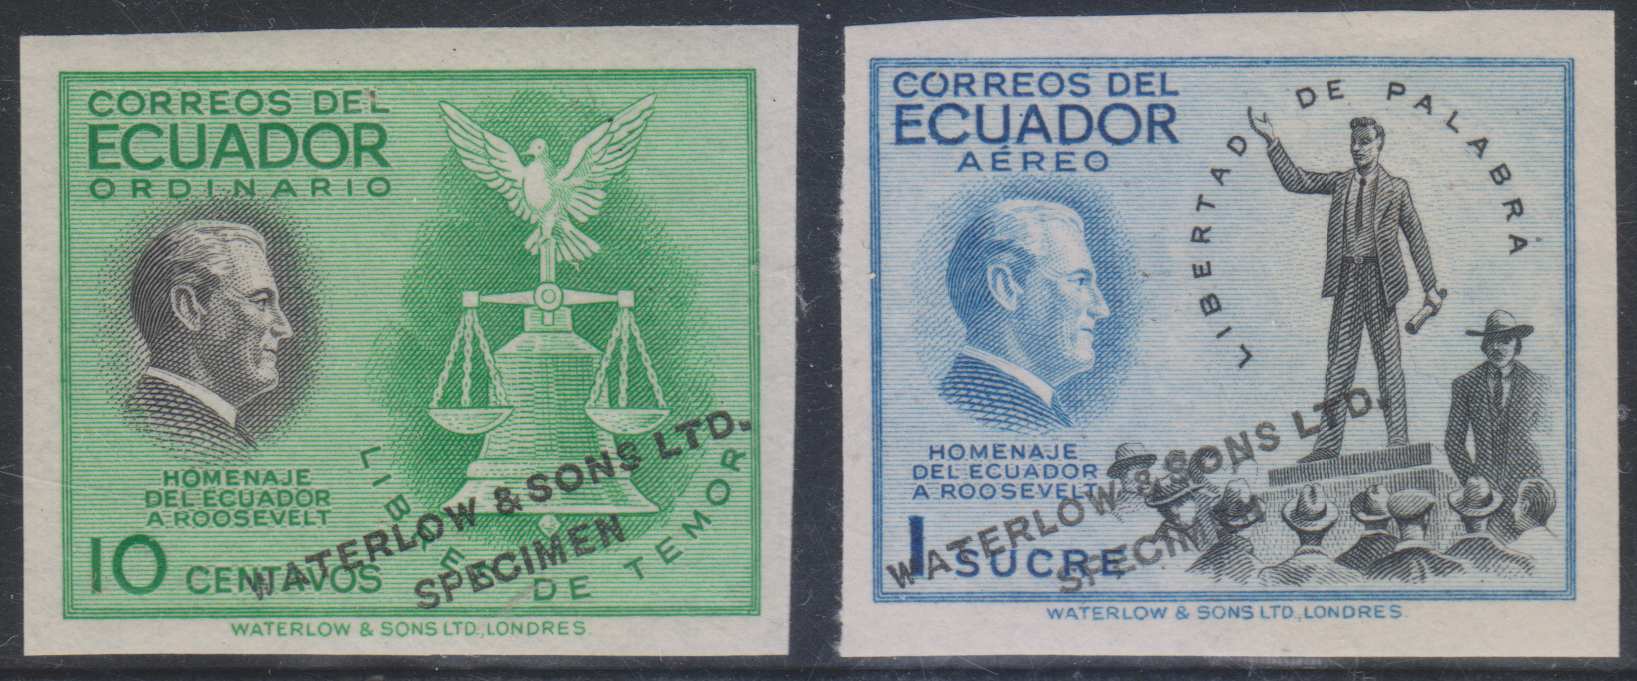 CORREOS DEL
ECUADOR
ORDINARIO
HOMENAJE
DEL ECUADOR
A ROOSEVELT
10 CENTAVOS
LIBRE DE TEMOR
WATERLOW & SONS LTD.
SPECIMEN
WATERLOW & SONS LTD., LONDRES
CORREOS DEL
ECUADOR
AÉREO
LIBERTAD DE PALABRA
HOMENAJE
DEL ECUADOR
A ROOSEVELT
1 SUCRE
WATERLOW & SONS LTD.
SPECIMEN
WATERLOW & SONS LTD., LONDRES.